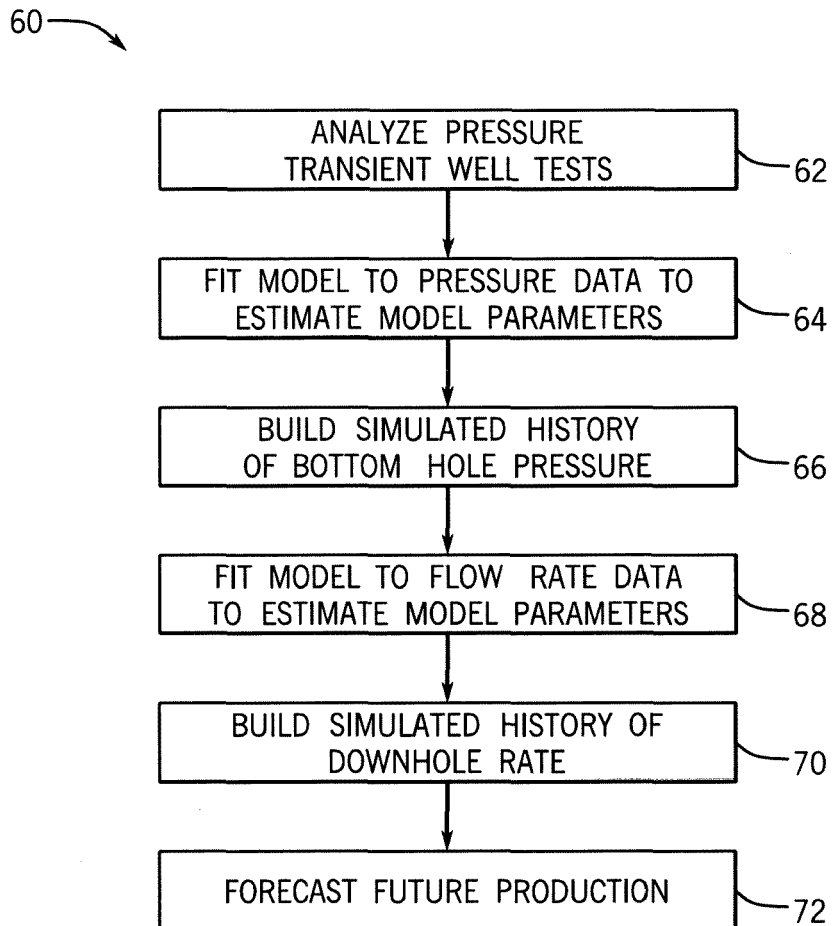 60
ANALYZE PRESSURE
TRANSIENT WELL TESTS
62
FIT MODEL TO PRESSURE DATA TO
ESTIMATE MODEL PARAMETERS
64
BUILD SIMULATED HISTORY
OF BOTTOM HOLE PRESSURE
66
FIT MODEL TO FLOW RATE DATA
TO ESTIMATE MODEL PARAMETERS
68
BUILD SIMULATED HISTORY OF
DOWNHOLE RATE
70
FORECAST FUTURE PRODUCTION
72